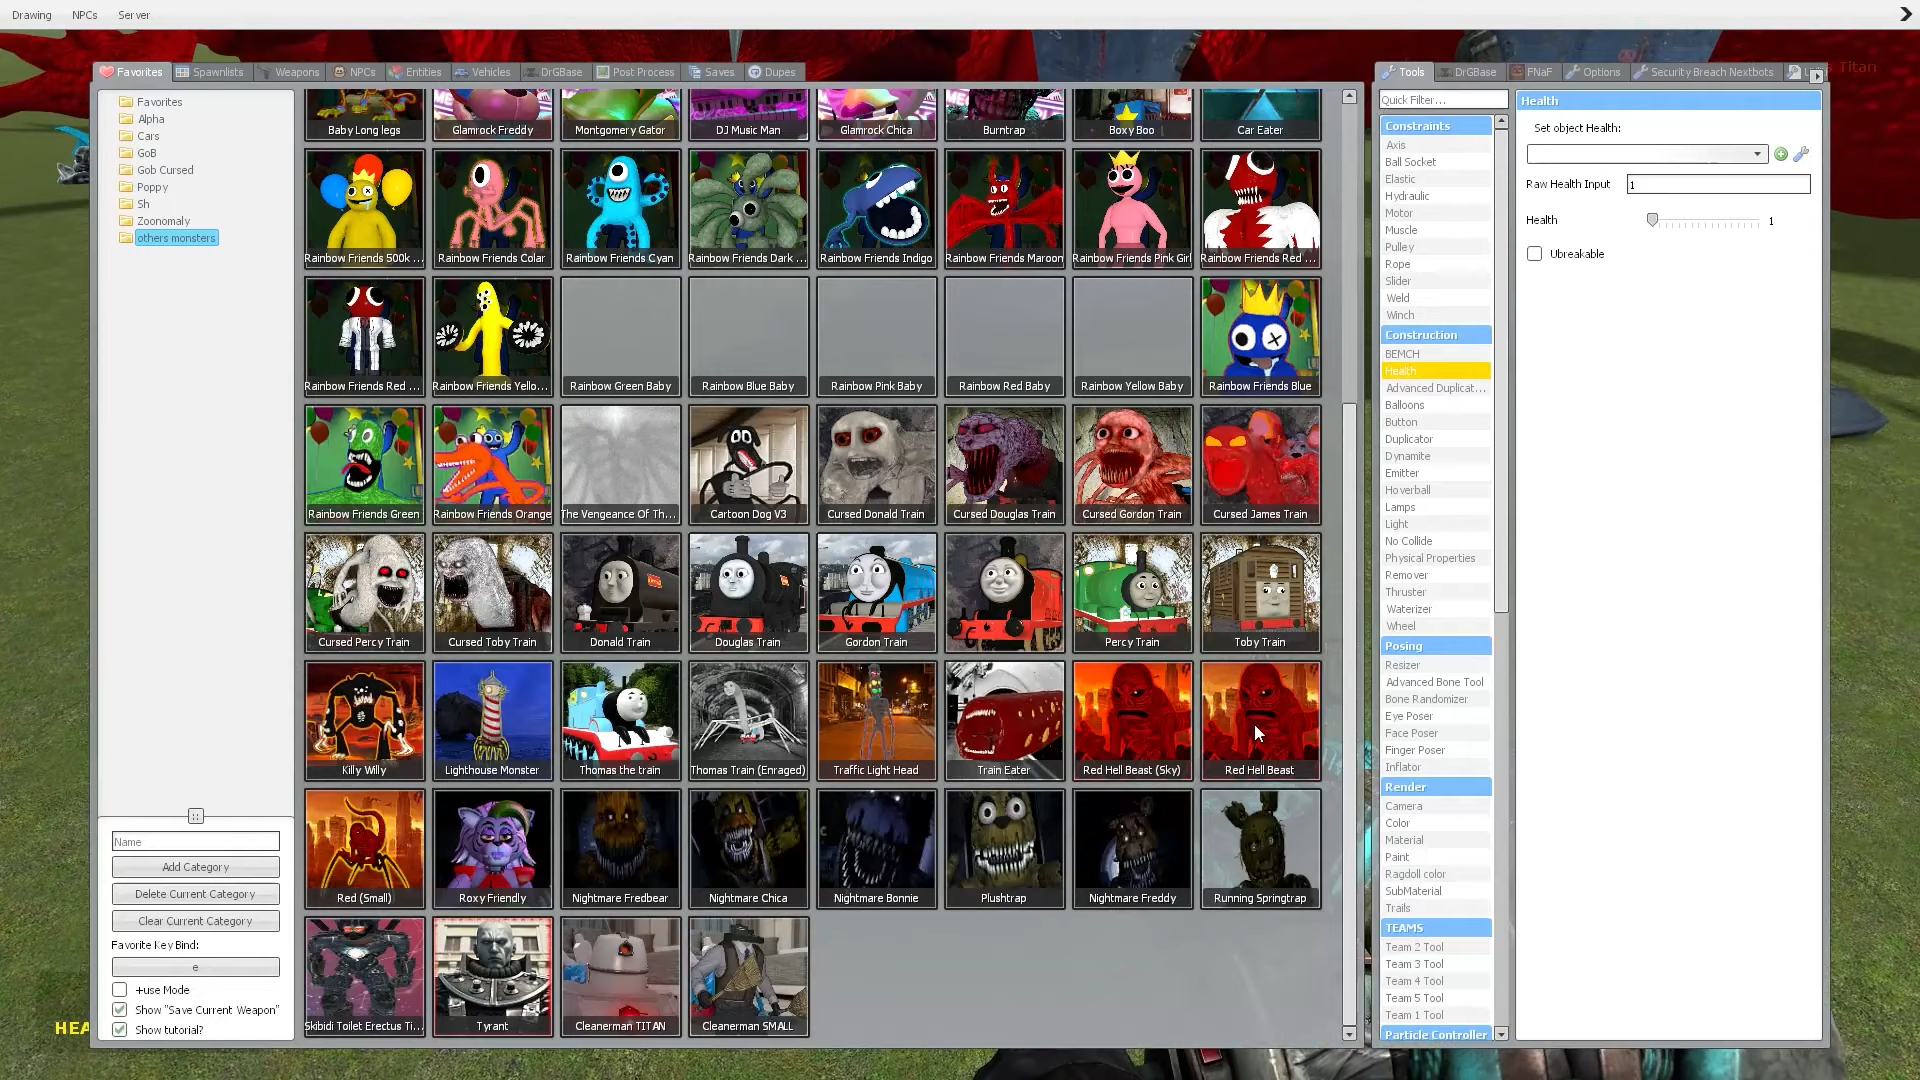 Drawing NPCs Server
Titan
Favorites Spawnlists Weapons NPCs Entities Vehicles DrGBase Post Process Saves Dupes
Favorites
Alpha
Cars
GoB
Gob Cursed
Poppy
Sh
Zoonomaly
others monsters
Baby Long legs Glamrock Freddy Montgomery Gator DJ Music Man Glamrock Chica Burntrap Boxy Boo Car Eater
Rainbow Friends 500k ... Rainbow Friends Colar Rainbow Friends Cyan Rainbow Friends Dark ... Rainbow Friends Indigo Rainbow Friends Maroon Rainbow Friends Pink Girl Rainbow Friends Red ...
Rainbow Friends Red ... Rainbow Friends Yello... Rainbow Green Baby Rainbow Blue Baby Rainbow Pink Baby Rainbow Red Baby Rainbow Yellow Baby Rainbow Friends Blue
Rainbow Friends Green Rainbow Friends Orange The Vengeance Of Th... Cartoon Dog V3 Cursed Donald Train Cursed Douglas Train Cursed Gordon Train Cursed James Train
Cursed Percy Train Cursed Toby Train Donald Train Douglas Train Gordon Train Percy Train Toby Train
Killy Willy Lighthouse Monster Thomas the train Thomas Train (Enraged) Traffic Light Head Train Eater Red Hell Beast (Sky) Red Hell Beast
Red (Small) Roxy Friendly Nightmare Fredbear Nightmare Chica Nightmare Bonnie Plushtrap Nightmare Freddy Running Springtrap
Skibidi Toilet Erectus Ti... Tyrant Cleanerman TITAN Cleanerman SMALL
Name
Add Category
Delete Current Category
Clear Current Category
Favorite Key Bind:
e
+use Mode
Show "Save Current Weapon"
Show tutorial?
HEA
Tools DrGBase FNaF Options Security Breach Nextbots
Quick Filter...
Constraints
Axis
Ball Socket
Elastic
Hydraulic
Motor
Muscle
Pulley
Rope
Slider
Weld
Winch
Construction
BEMCH
Health
Advanced Duplicat...
Balloons
Button
Duplicator
Dynamite
Emitter
Hoverball
Lamps
Light
No Collide
Physical Properties
Remover
Thruster
Waterizer
Wheel
Posing
Resizer
Advanced Bone Tool
Bone Randomizer
Eye Poser
Face Poser
Finger Poser
Inflator
Render
Camera
Color
Material
Paint
Ragdoll color
SubMaterial
Trails
TEAMS
Team 2 Tool
Team 3 Tool
Team 4 Tool
Team 5 Tool
Team 1 Tool
Particle Controller
Health
Set object Health:
Raw Health Input 1
Health 1
Ubreakable